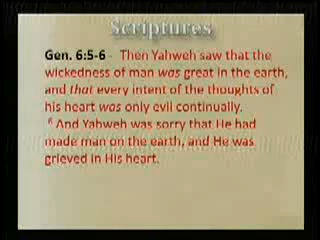 Scriptures
Gen. 6:5-6 - Then Yahweh saw that the
wickedness of man was great in the earth,
and that every intent of the thoughts of
his heart was only evil continually.
6 And Yahweh was sorry that He had
made man on the earth, and He was
grieved in His heart.